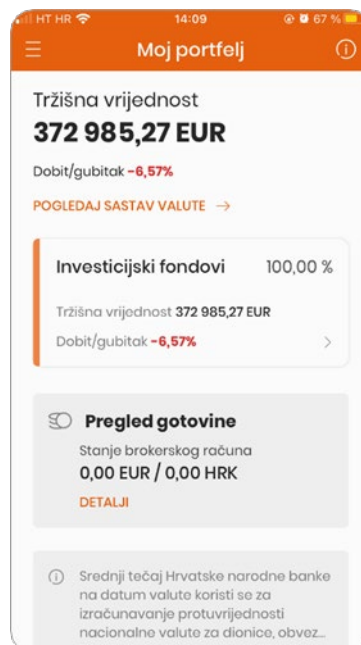 HT HR 14:09 67 %
Moj portfelj
Tržišna vrijednost
372 985,27 EUR
Dobit/gubitak -6,57%
POGLEDAJ SASTAV VALUTE →
Investicijski fondovi 100,00 %
Tržišna vrijednost 372 985,27 EUR
Dobit/gubitak -6,57%
Pregled gotovine
Stanje brokerskog računa
0,00 EUR / 0,00 HRK
DETALJI
Srednji tečaj Hrvatske narodne banke
na datum valute koristi se za
izračunavanje protuvrijednosti
nacionalne valute za dionice, obvez...